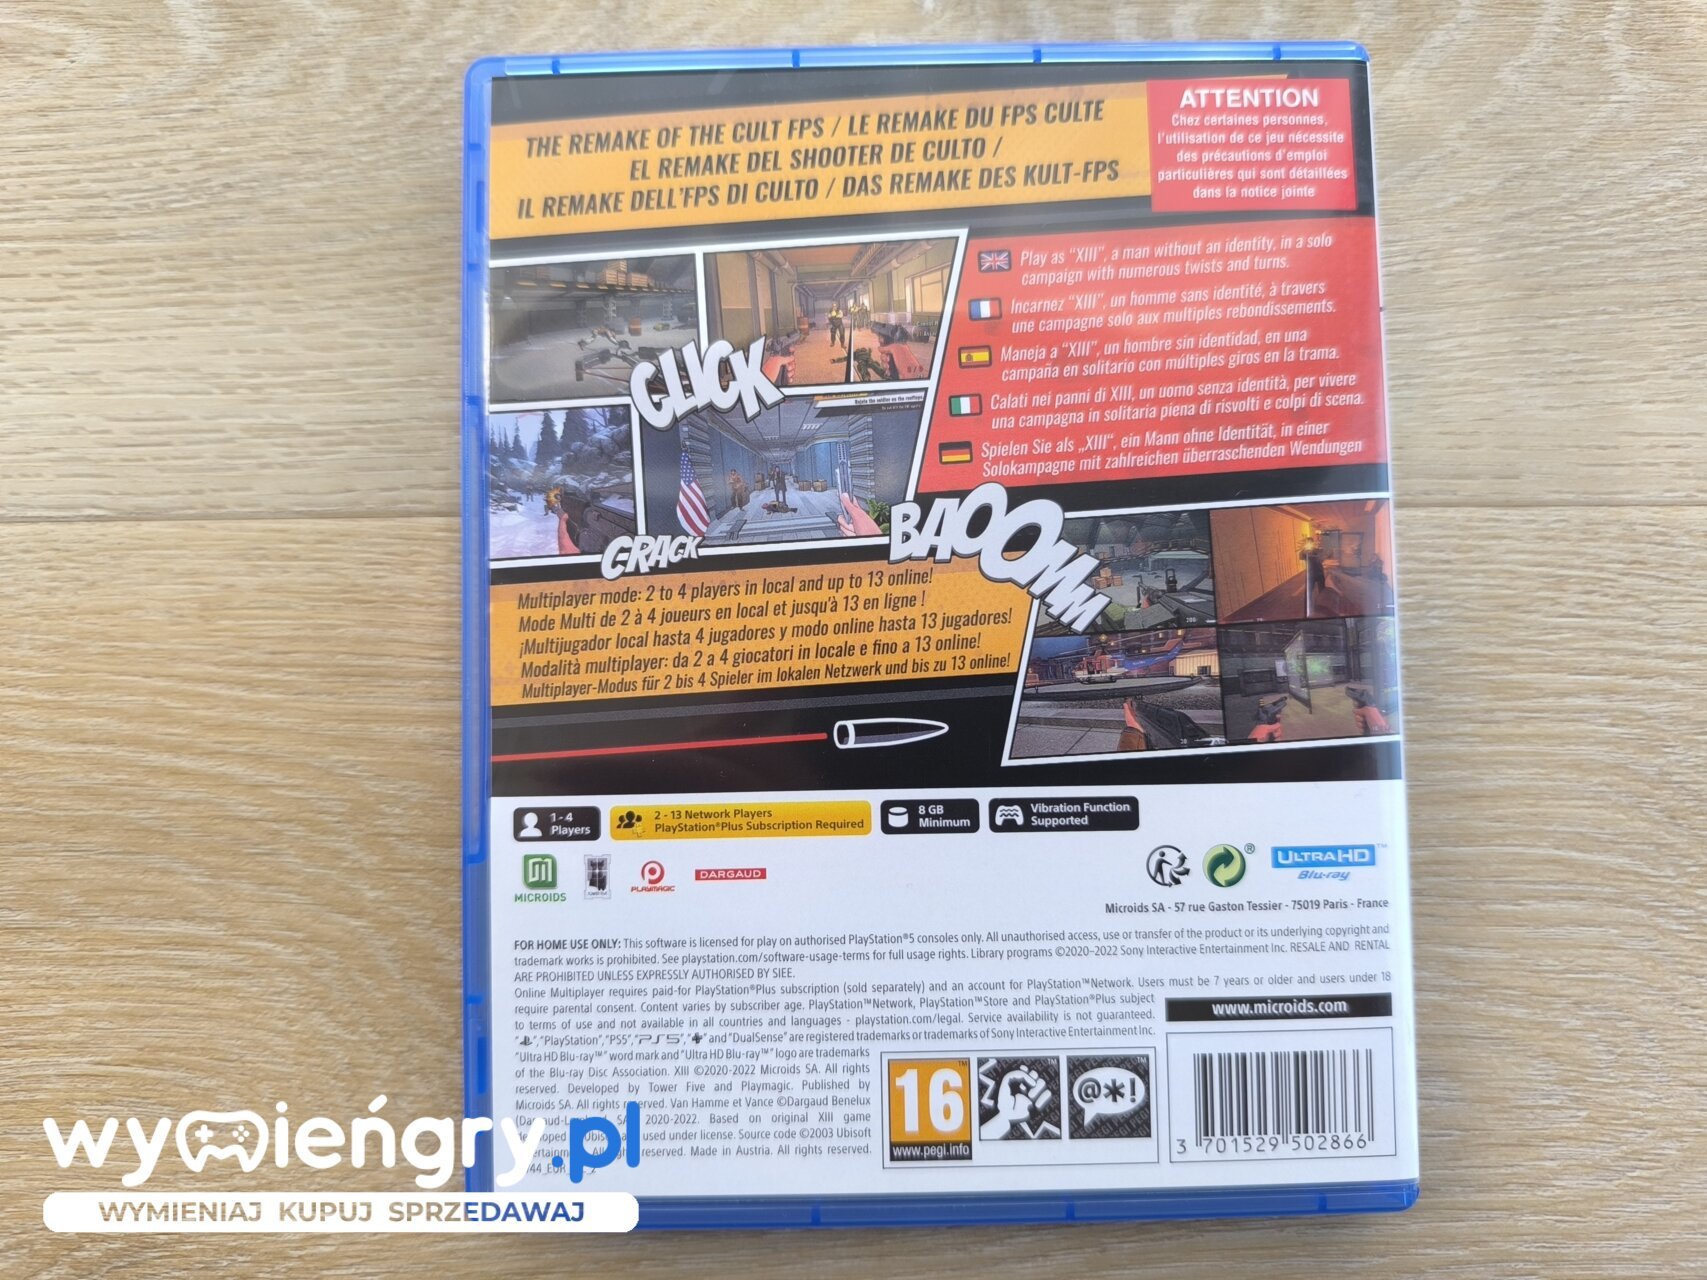 THE REMAKE OF THE CULT FPS / LE REMAKE DU FPS CULTE
EL REMAKE DEL SHOOTER DE CULTO /
IL REMAKE DELL'FPS DI CULTO / DAS REMAKE DES KULT-FPS
ATTENTION
Chez certaines personnes,
l'utilisation de ce jeu nécessite
des précautions d'emploi
particulières qui sont détaillées
dans la notice jointe
Play as "XIII", a man without an identity, in a solo
campaign with numerous twists and turns.
Incarnez "XIII", un homme sans identité, à travers
une campagne solo aux multiples rebondissements.
Maneja a "XIII", un hombre sin identidad, en una
campaña en solitario con múltiples giros en la trama.
Calati nei panni di XIII, un uomo senza identità, per vivere
una campagna in solitaria piena di risvolti e colpi di scena.
Spielen Sie als „XIII", ein Mann ohne Identität, in einer
Solokampagne mit zahlreichen überraschenden Wendungen
CLICK
CRACK
BAOOMM
Multiplayer mode: 2 to 4 players in local and up to 13 online!
Mode Multi de 2 à 4 joueurs en local et jusqu'à 13 en ligne !
¡Multijugador local hasta 4 jugadores y modo online hasta 13 jugadores!
Modalità multiplayer: da 2 a 4 giocatori in locale e fino a 13 online!
Multiplayer-Modus für 2 bis 4 Spieler im lokalen Netzwerk und bis zu 13 online!
1 - 4
Players
2 - 13 Network Players
PlayStation®Plus Subscription Required
8 GB
Minimum
Vibration Function
Supported
MICROIDS
PLAYMAGIC
DARGAUD
ULTRA HD
Blu-ray™
Microids SA - 57 rue Gaston Tessier - 75019 Paris - France
FOR HOME USE ONLY: This software is licensed for play on authorised PlayStation®5 consoles only. All unauthorised access, use or transfer of the product or its underlying copyright and
trademark works is prohibited. See playstation.com/software-usage-terms for full usage rights. Library programs ©2020–2022 Sony Interactive Entertainment Inc. RESALE AND RENTAL
ARE PROHIBITED UNLESS EXPRESSLY AUTHORISED BY SIEE.
Online Multiplayer requires paid-for PlayStation®Plus subscription (sold separately) and an account for PlayStation™Network. Users must be 7 years or older and users under 18
require parental consent. Content varies by subscriber age. PlayStation™Network, PlayStation™Store and PlayStation®Plus subject
to terms of use and not available in all countries and languages - playstation.com/legal. Service availability is not guaranteed.
"PlayStation", "PS5", "PS5", and "DualSense" are registered trademarks or trademarks of Sony Interactive Entertainment Inc.
"Ultra HD Blu-ray™" word mark and "Ultra HD Blu-ray™" logo are trademarks
of the Blu-ray Disc Association. XIII ©2020-2022 Microids SA. All rights
reserved. Developed by Tower Five and Playmagic. Published by
Microids SA. All rights reserved. Van Hamme et Vance ©Dargaud Benelux
2020-2022. Based on original XIII game
used under license. Source code ©2003 Ubisoft
reserved. Made in Austria. All rights reserved.
www.microids.com
16
www.pegi.info
@*!
3 701529 502866
wymieńgry.pl
WYMIENIAJ KUPUJ SPRZEDAWAJ